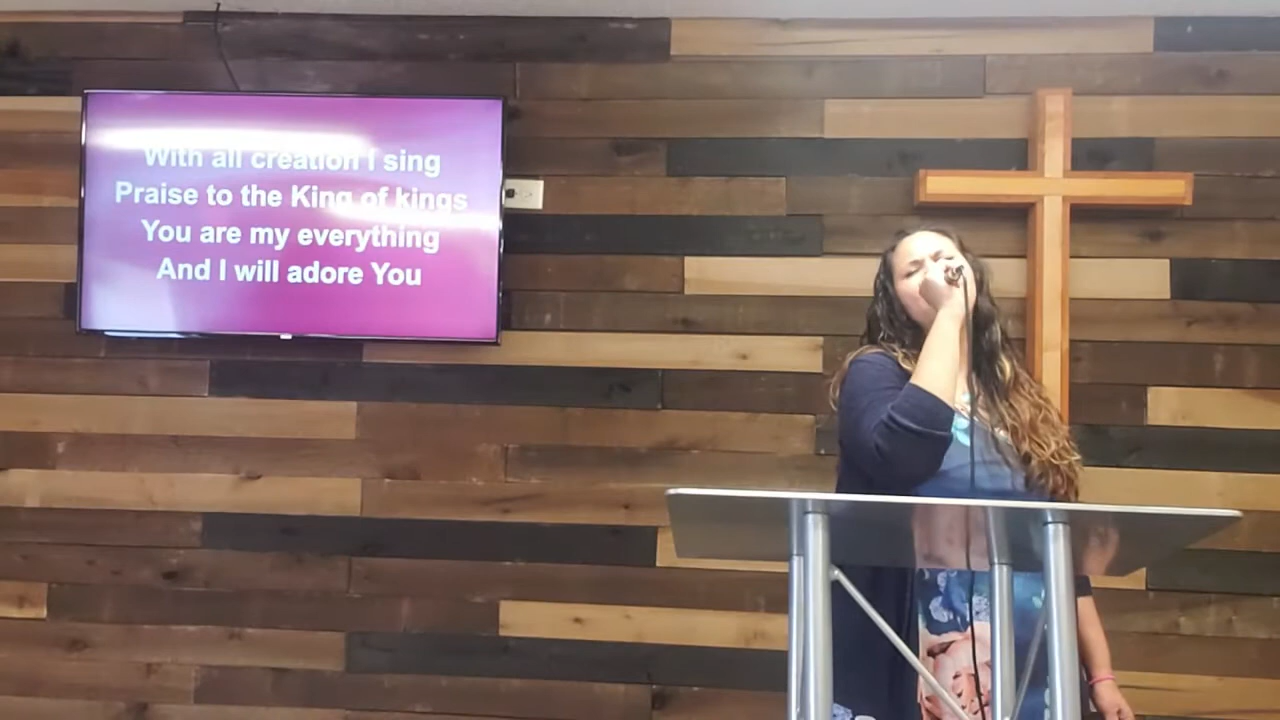 With all creation I sing
Praise to the King of kings
You are my everything
And I will adore You